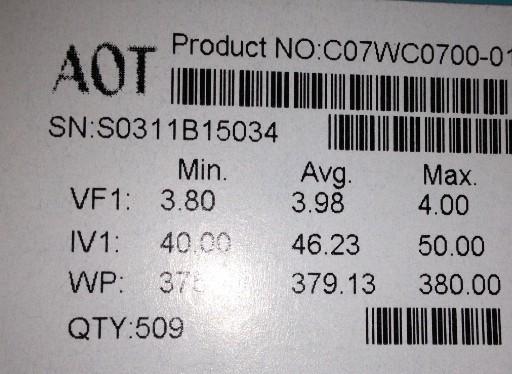 AOT Product NO:C07WC0700-01
SN:S0311B15034
Min. Avg. Max.
VF1: 3.80 3.98 4.00
IV1: 40.00 46.23 50.00
WP: 379.13 380.00
QTY:509